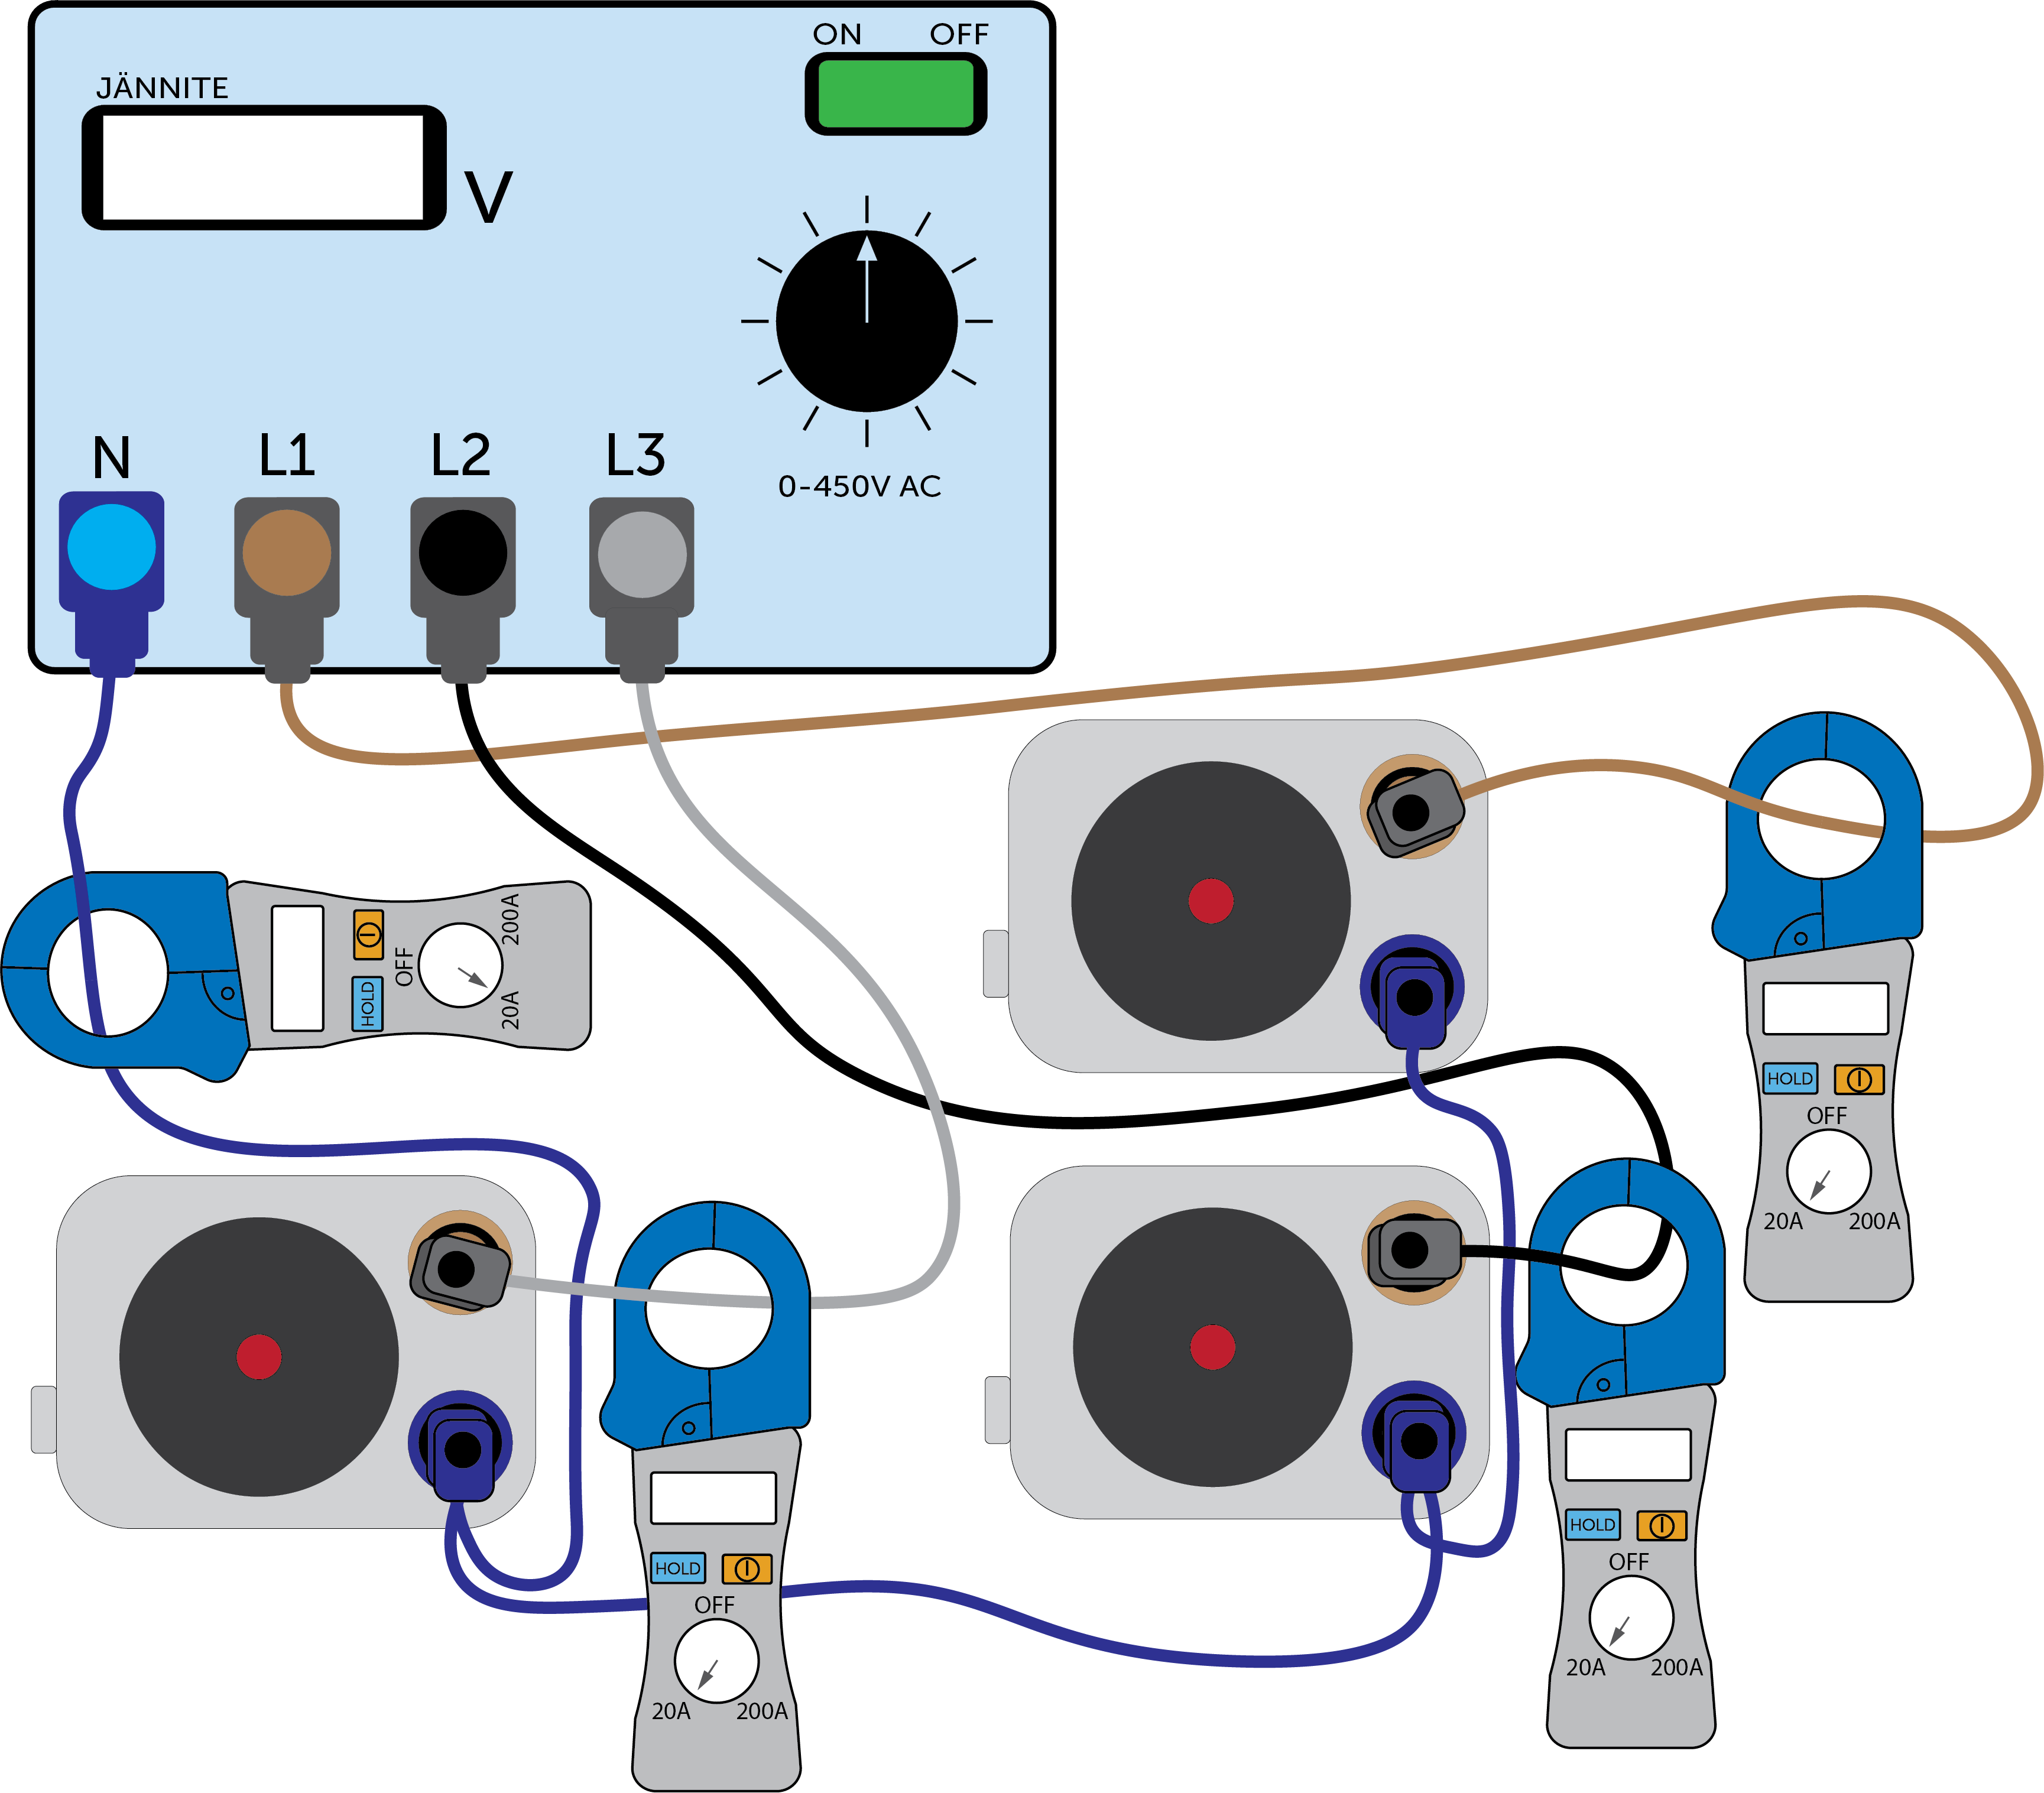 ON OFF
JÄNNITE
V
N L1 L2 L3
0-450V AC
OFF
HOLD
200A
20A
HOLD
OFF
20A 200A
HOLD
OFF
20A 200A
HOLD
OFF
20A 200A